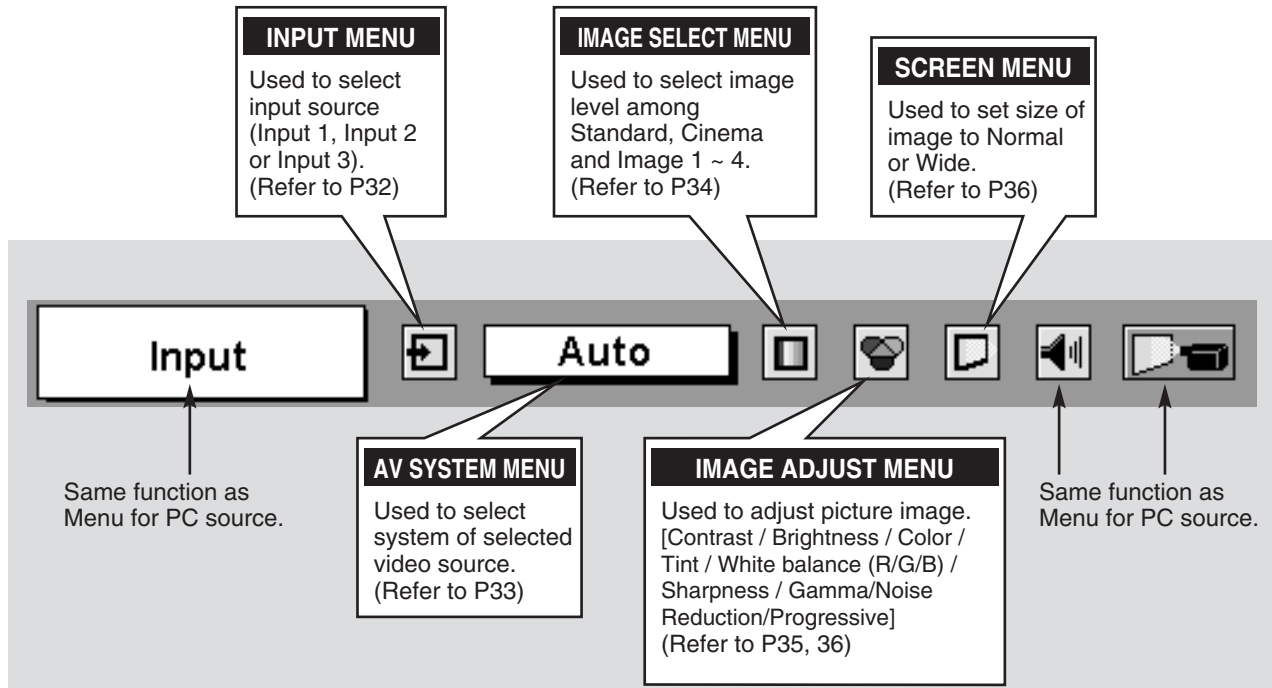 INPUT MENU
Used to select
input source
(Input 1, Input 2
or Input 3).
(Refer to P32)
IMAGE SELECT MENU
Used to select image
level among
Standard, Cinema
and Image 1 ~ 4.
(Refer to P34)
SCREEN MENU
Used to set size of
image to Normal
or Wide.
(Refer to P36)
Input
Auto
Same function as
Menu for PC source.
AV SYSTEM MENU
Used to select
system of selected
video source.
(Refer to P33)
IMAGE ADJUST MENU
Used to adjust picture image.
[Contrast / Brightness / Color /
Tint / White balance (R/G/B) /
Sharpness / Gamma/Noise
Reduction/Progressive]
(Refer to P35, 36)
Same function as
Menu for PC source.